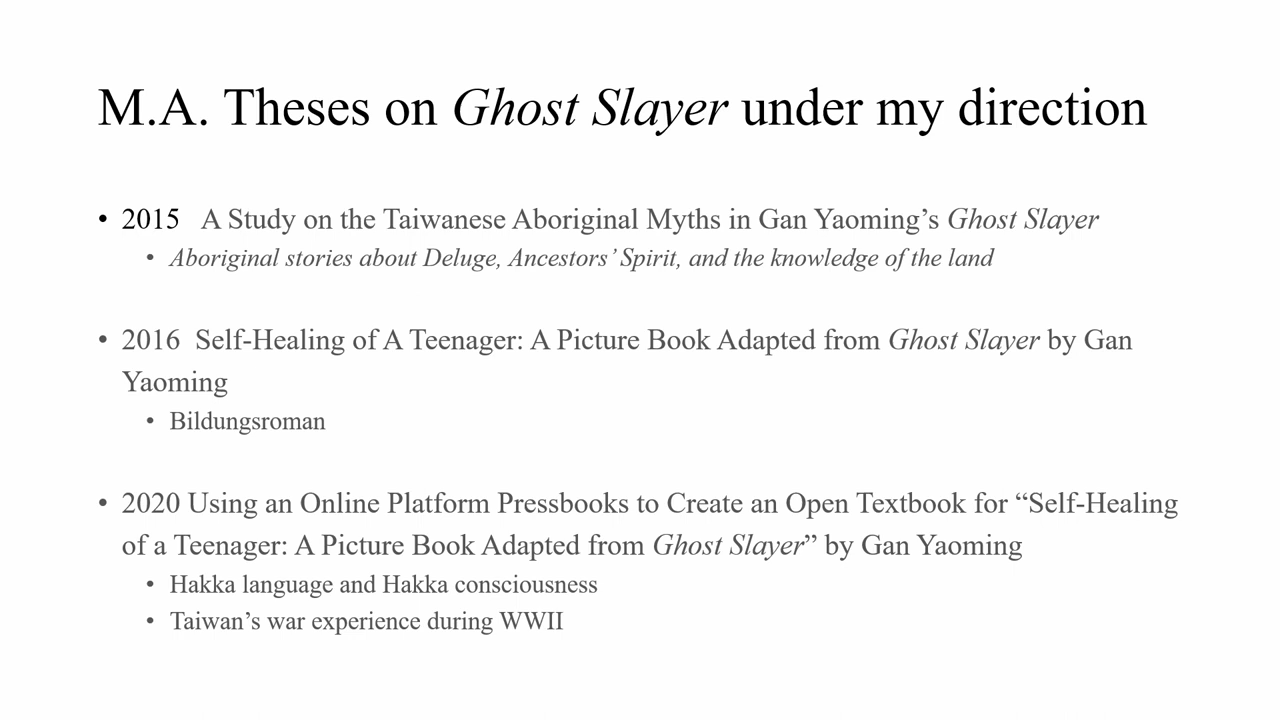 M.A. Theses on Ghost Slayer under my direction
• 2015 A Study on the Taiwanese Aboriginal Myths in Gan Yaoming’s Ghost Slayer
• Aboriginal stories about Deluge, Ancestors’ Spirit, and the knowledge of the land
• 2016 Self-Healing of A Teenager: A Picture Book Adapted from Ghost Slayer by Gan
Yaoming
• Bildungsroman
• 2020 Using an Online Platform Pressbooks to Create an Open Textbook for “Self-Healing
of a Teenager: A Picture Book Adapted from Ghost Slayer” by Gan Yaoming
• Hakka language and Hakka consciousness
• Taiwan’s war experience during WWII